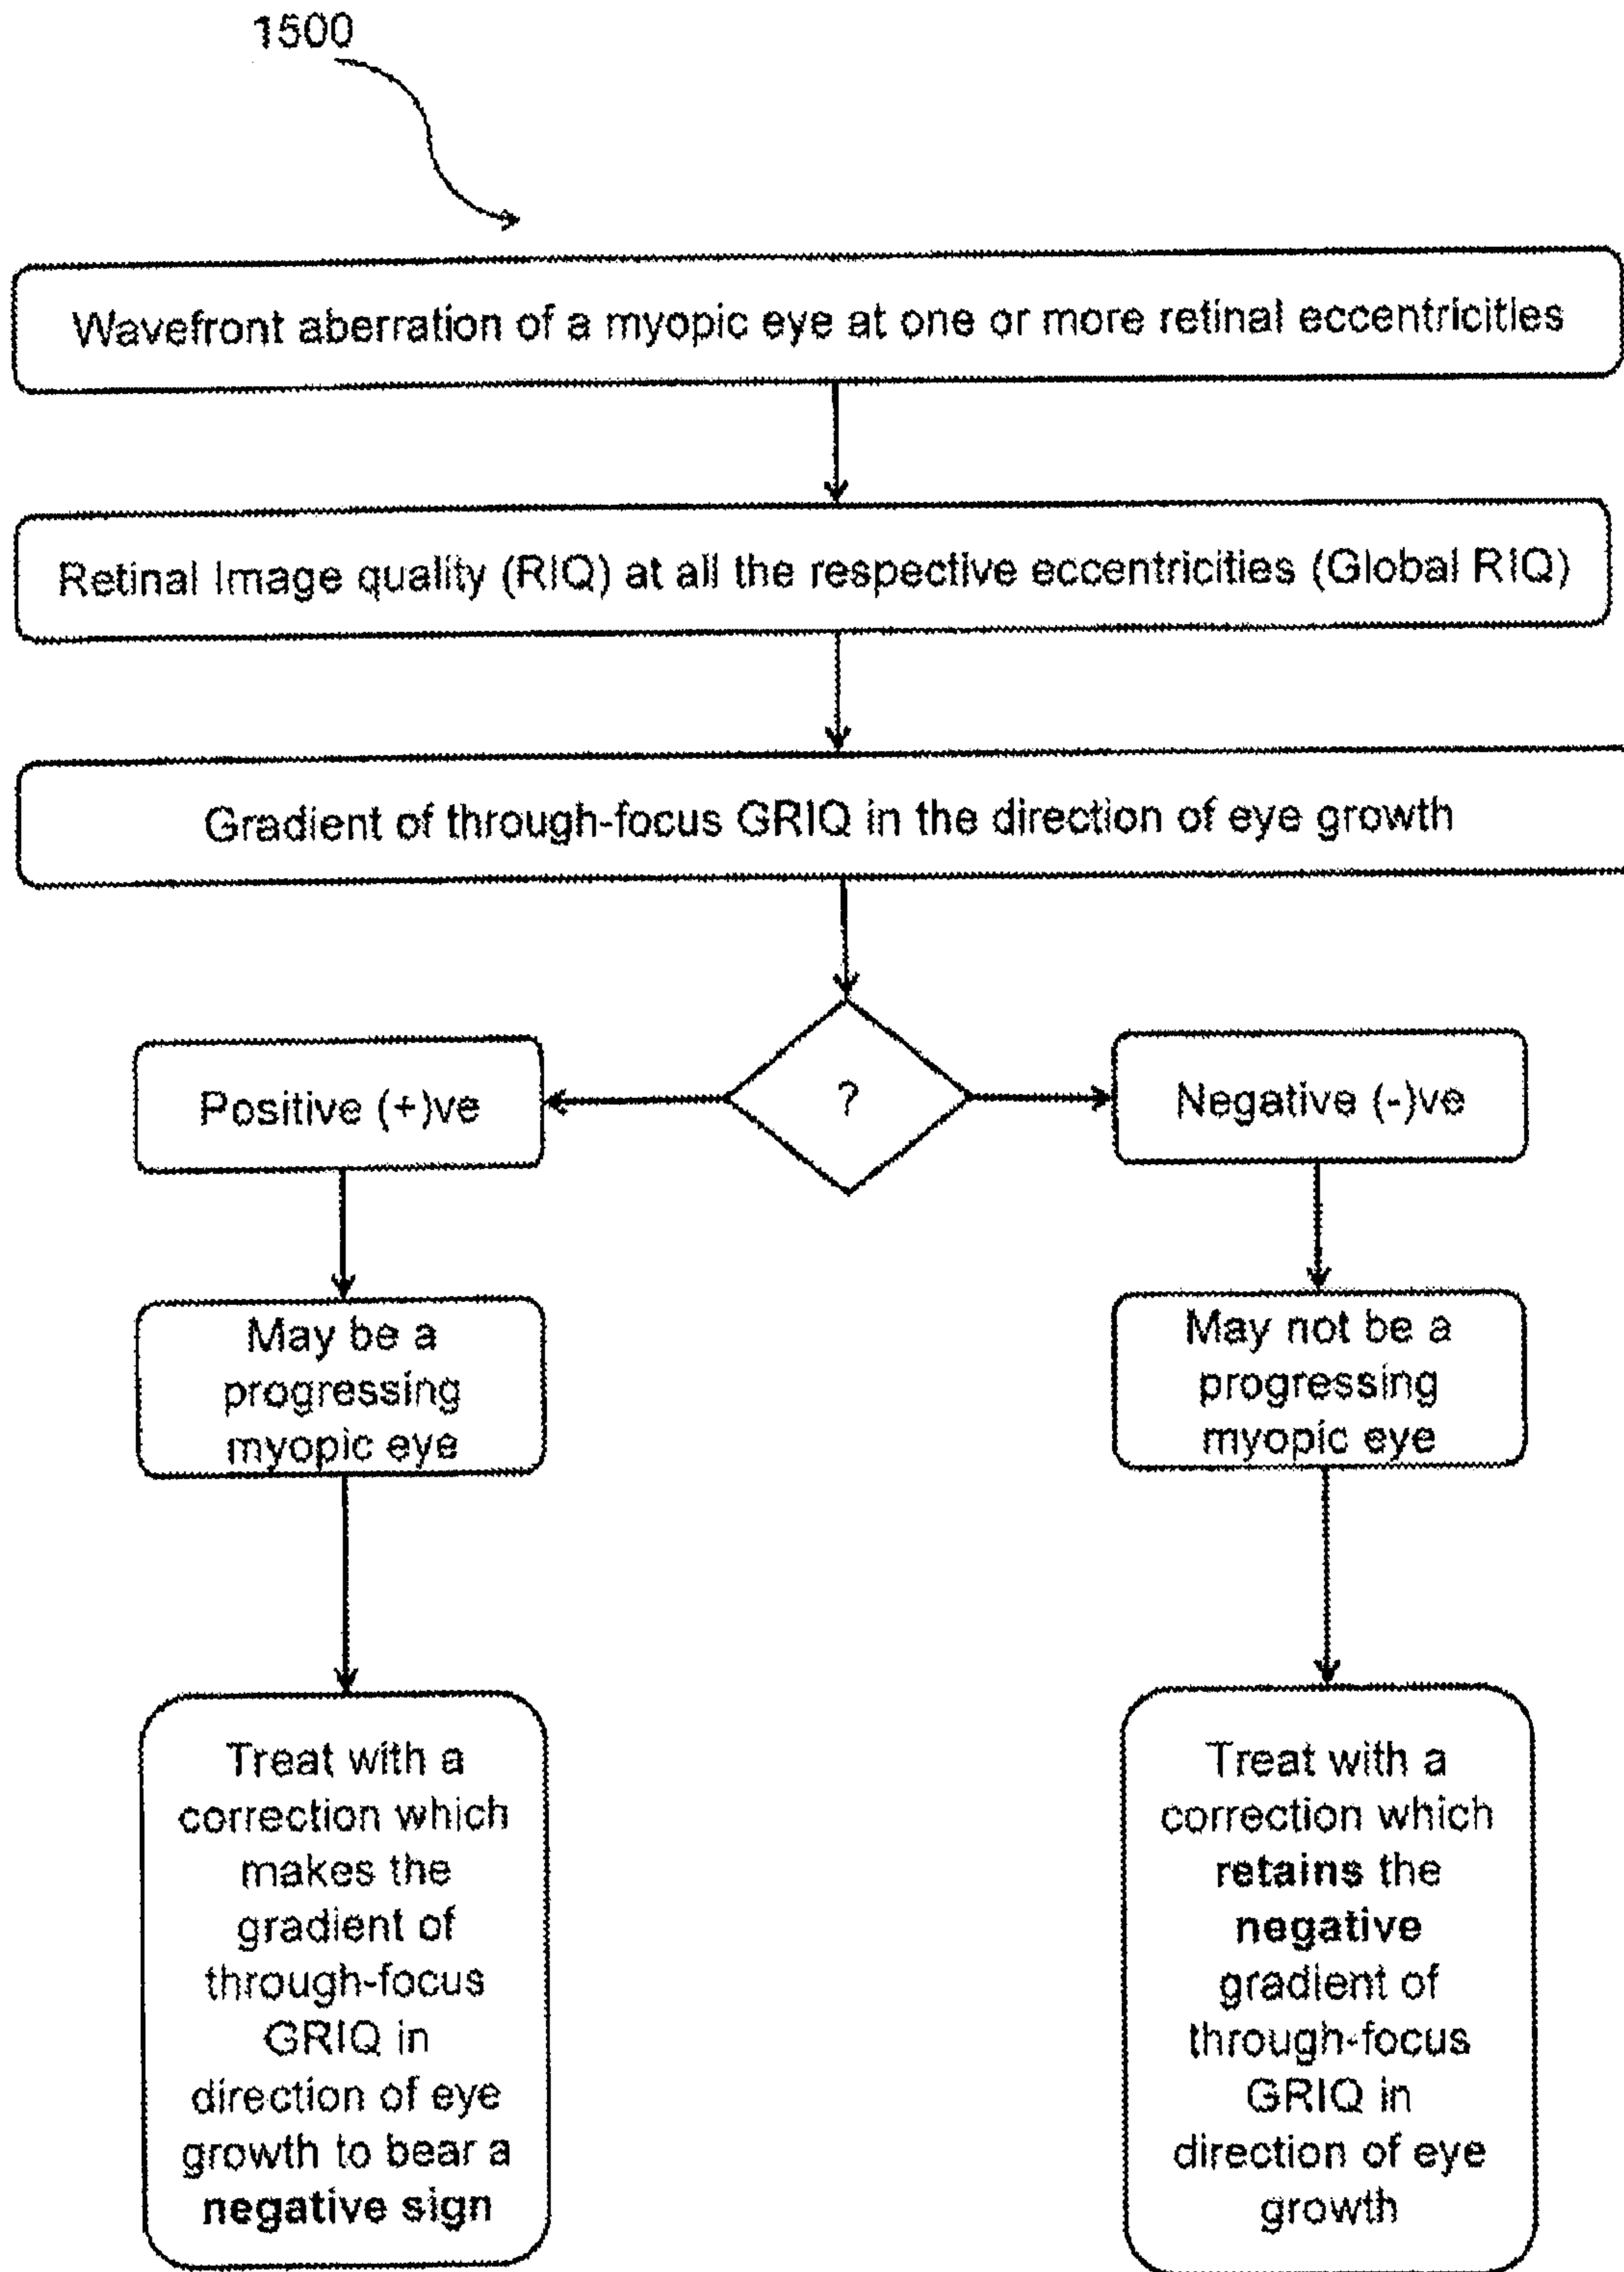 1500
Wavefront aberration of a myopic eye at one or more retinal eccentricities
Retinal Image quality (RIQ) at all the respective eccentricities (Global RIQ)
Gradient of through-focus GRIQ in the direction of eye growth
?
Positive (+)ve
Negative (-)ve
May be a
progressing
myopic eye
May not be a
progressing
myopic eye
Treat with a
correction which
makes the
gradient of
through-focus
GRIQ in
direction of eye
growth to bear a
negative sign
Treat with a
correction which
retains the
negative
gradient of
through-focus
GRIQ in
direction of eye
growth